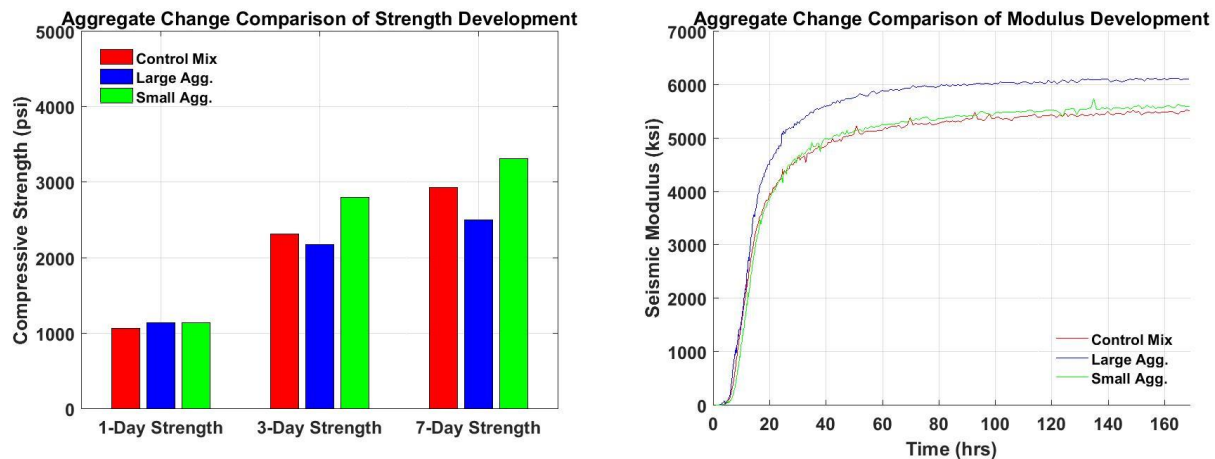 Aggregate Change Comparison of Strength Development
5000
4000
3000
2000
1000
0
Compressive Strength (psi)
Control Mix
Large Agg.
Small Agg.
1-Day Strength
3-Day Strength
7-Day Strength
Aggregate Change Comparison of Modulus Development
7000
6000
5000
4000
3000
2000
1000
0
Seismic Modulus (ksi)
Control Mix
Large Agg.
Small Agg.
0 20 40 60 80 100 120 140 160
Time (hrs)